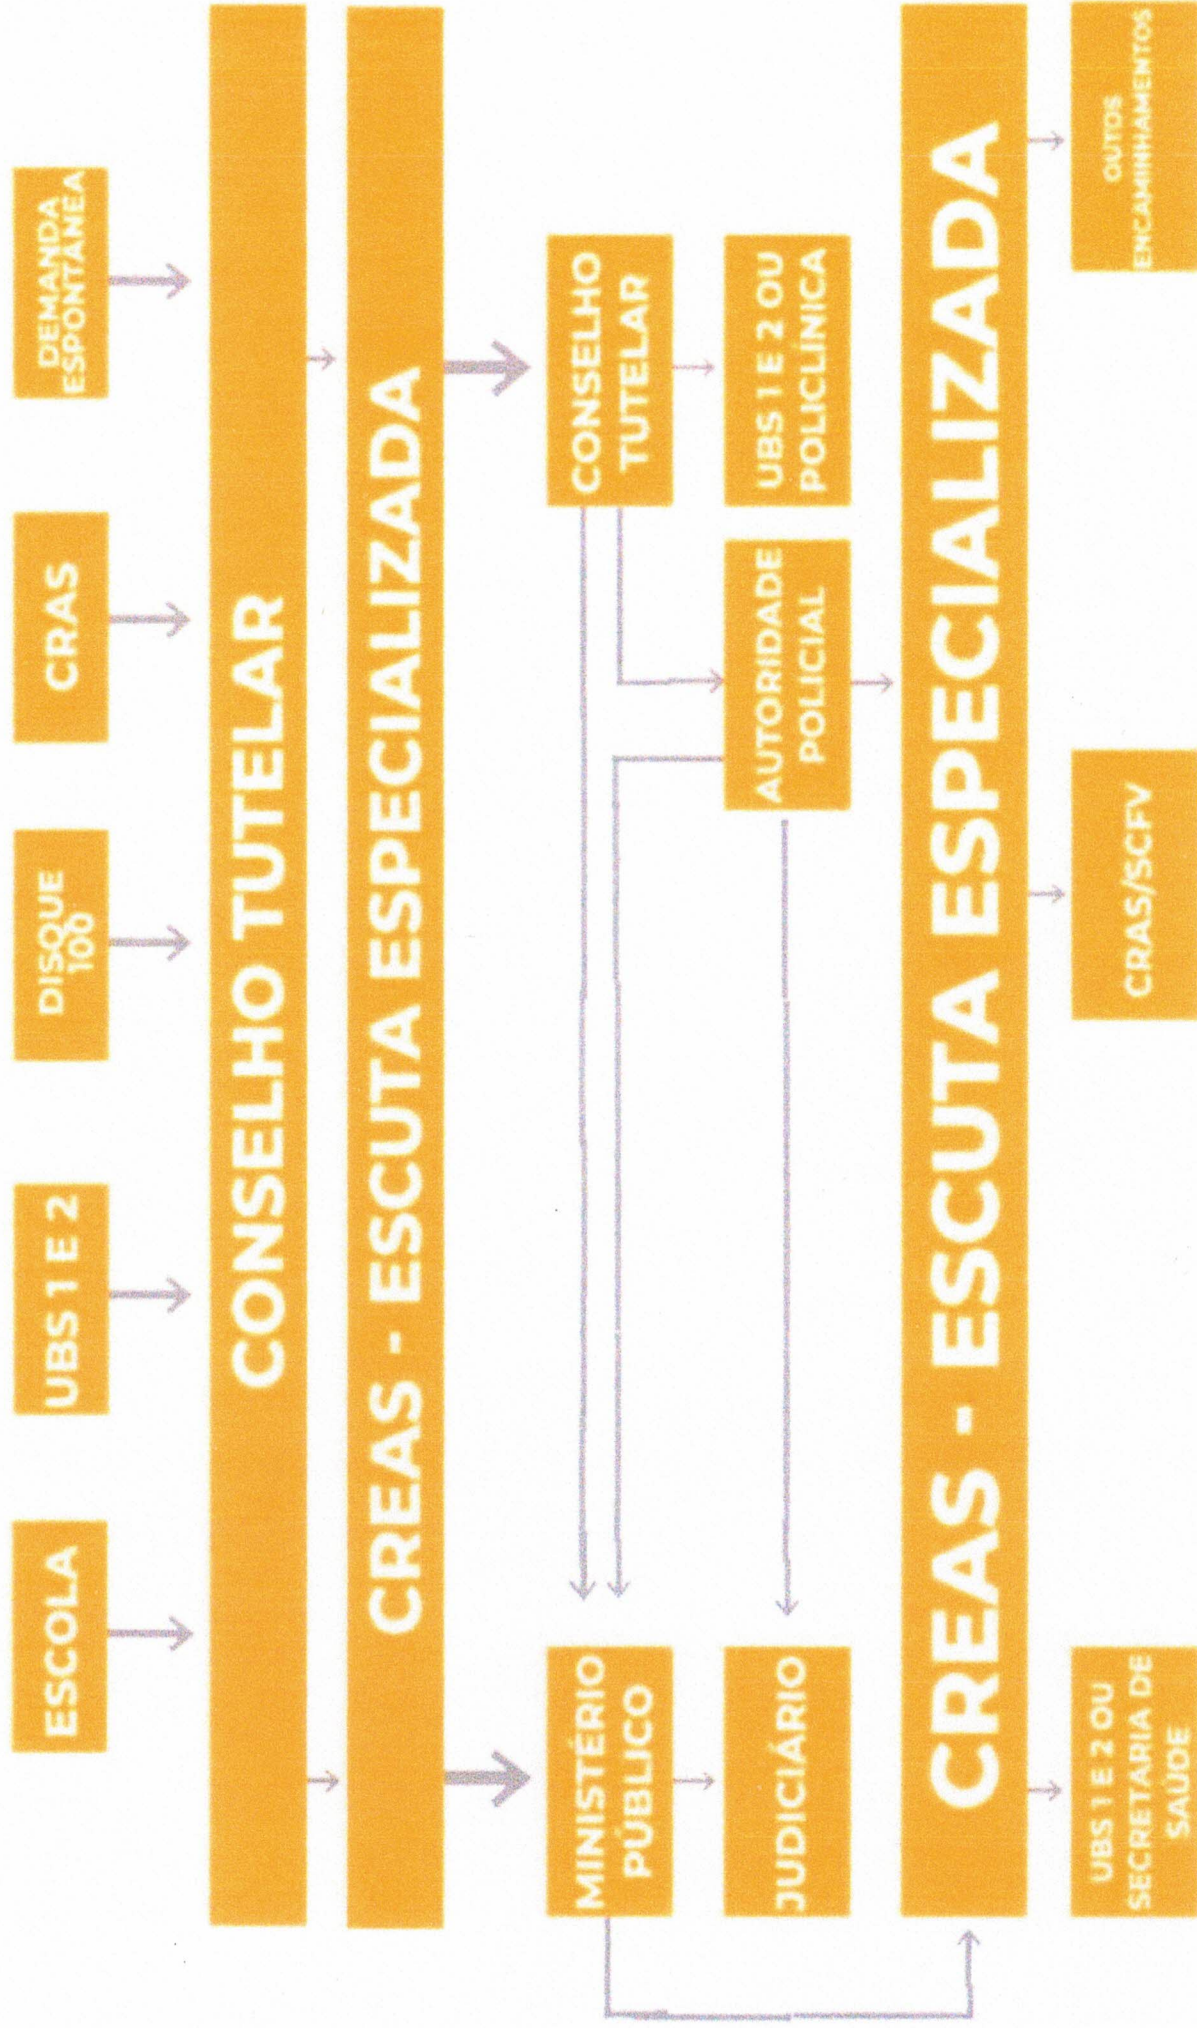 ESCOLA
UBS 1 E 2
DISQUE
100
CRAS
DEMANDA
ESPONTÂNEA
CONSELHO TUTELAR
CREAS - ESCUTA ESPECIALIZADA
MINISTÉRIO
PÚBLICO
CONSELHO
TUTELAR
JUDICIÁRIO
AUTORIDADE
POLICIAL
UBS 1 E 2 OU
POLICLÍNICA
CREAS - ESCUTA ESPECIALIZADA
UBS 1 E 2 OU
SECRETARIA DE
SAÚDE
CRAS/SCFV
OUTOS
ENCAMINHAMENTOS